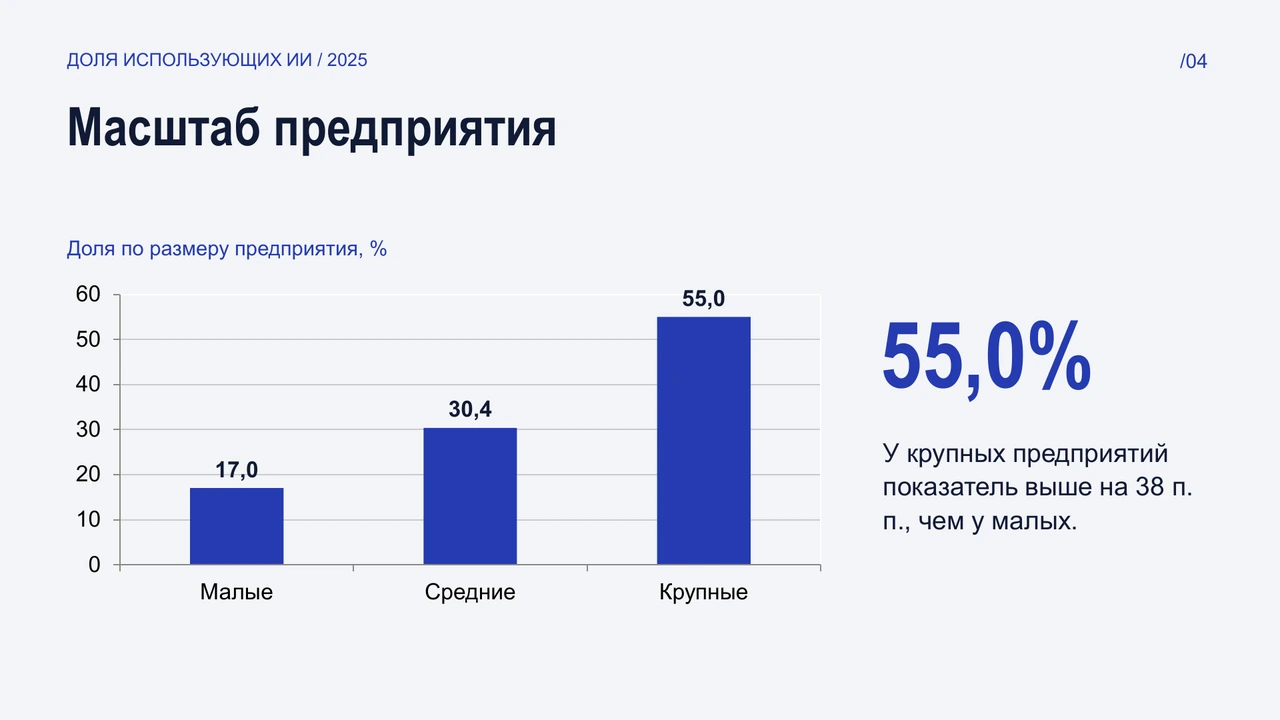 ДОЛЯ ИСПОЛЬЗУЮЩИХ ИИ / 2025
/04
Масштаб предприятия
Доля по размеру предприятия, %
60
50
40
30
20
10
0
17,0
30,4
55,0
Малые
Средние
Крупные
55,0%
У крупных предприятий
показатель выше на 38 п.
п., чем у малых.